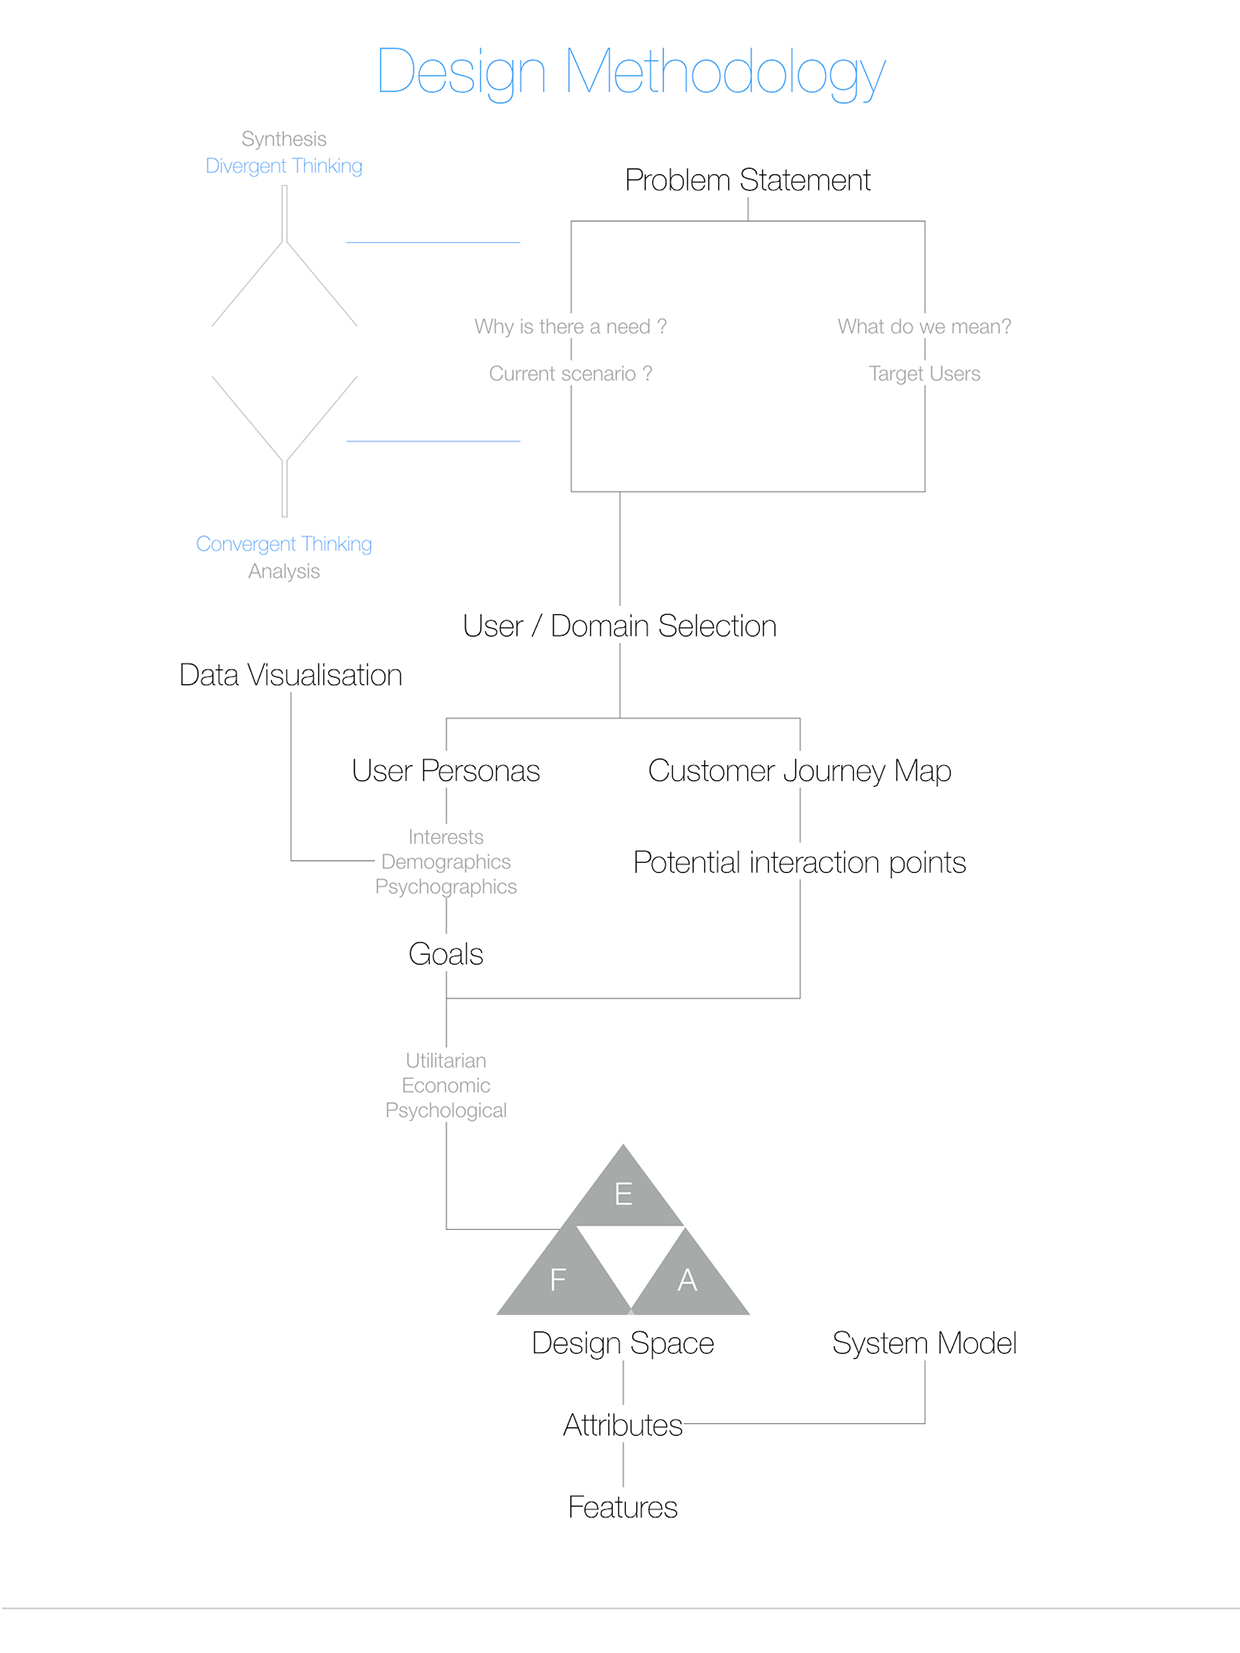 Design Methodology
Synthesis
Divergent Thinking
Problem Statement
Why is there a need ?
What do we mean?
Current scenario ?
Target Users
Convergent Thinking
Analysis
User / Domain Selection
Data Visualisation
User Personas
Customer Journey Map
Interests
Demographics
Psychographics
Potential interaction points
Goals
Utilitarian
Economic
Psychological
E
F
A
Design Space
System Model
Attributes
Features